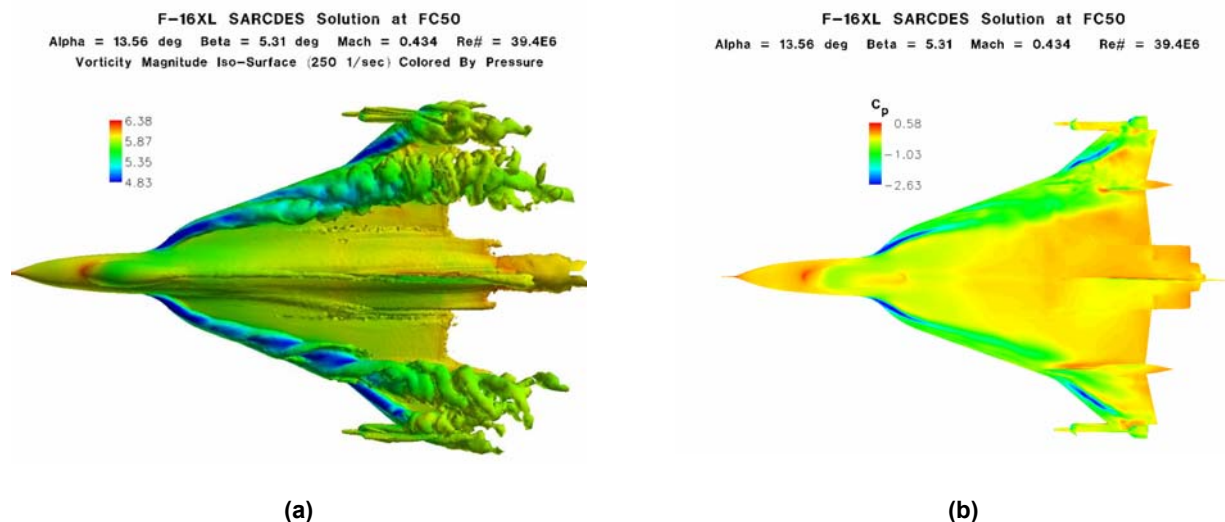 F-16XL SARCDES Solution at FC50
Alpha = 13.56 deg Beta = 5.31 deg Mach = 0.434 Re# = 39.4E6
Vorticity Magnitude Iso-Surface (250 1/sec) Colored By Pressure
6.38
5.87
5.35
4.83
(a)
F-16XL SARCDES Solution at FC50
Alpha = 13.56 deg Beta = 5.31 Mach = 0.434 Re# = 39.4E6
Cp
0.58
-1.03
-2.63
(b)